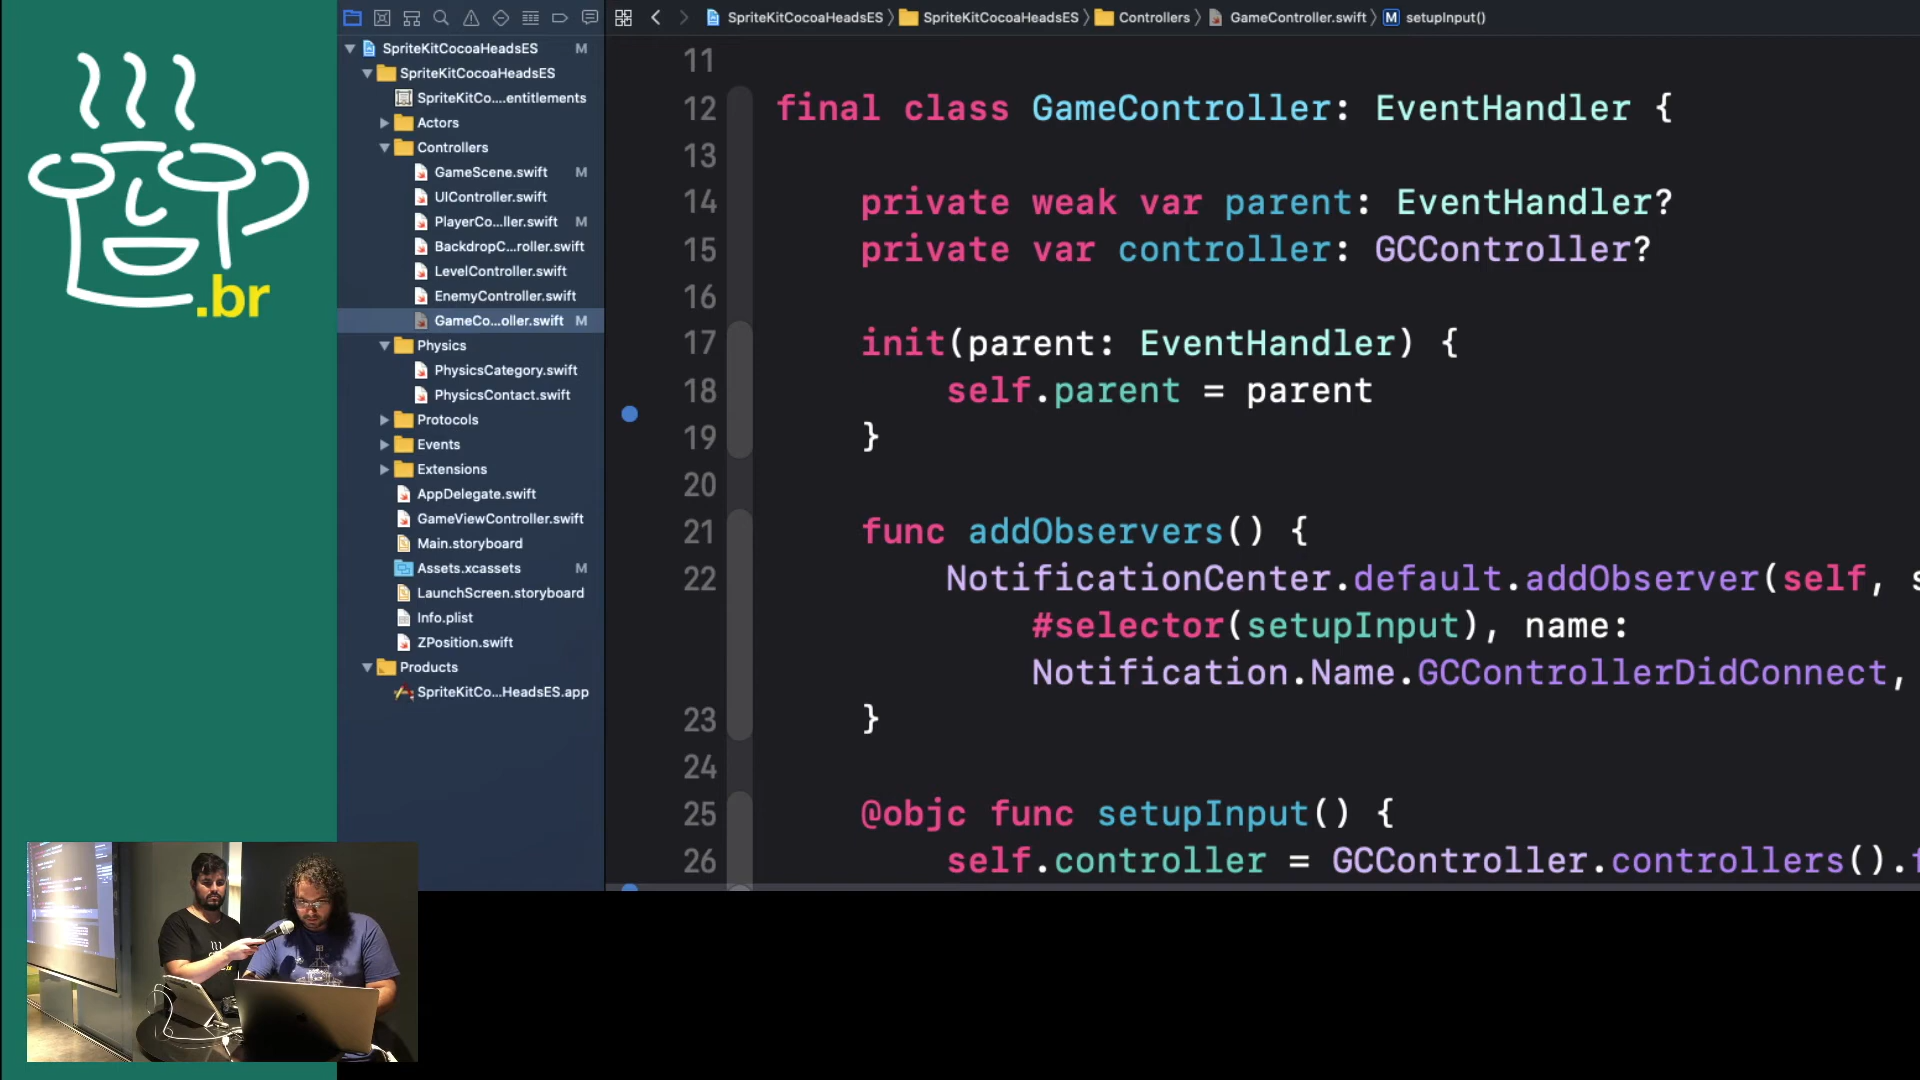 .br
SpriteKitCocoaHeadsES M
SpriteKitCocoaHeadsES
SpriteKitCo....entitlements
Actors
Controllers
GameScene.swift M
UIController.swift
PlayerCo...ller.swift M
BackdropC...roller.swift
LevelController.swift
EnemyController.swift
GameCo...oller.swift M
Physics
PhysicsCategory.swift
PhysicsContact.swift
Protocols
Events
Extensions
AppDelegate.swift
GameViewController.swift
Main.storyboard
Assets.xcassets M
LaunchScreen.storyboard
Info.plist
ZPosition.swift
Products
SpriteKitCo...HeadsES.app
SpriteKitCocoaHeadsES SpriteKitCocoaHeadsES Controllers GameController.swift M setupInput()
11
12 final class GameController: EventHandler {
13
14 private weak var parent: EventHandler?
15 private var controller: GCController?
16
17 init(parent: EventHandler) {
18 self.parent = parent
19 }
20
21 func addObservers() {
22 NotificationCenter.default.addObserver(self, s
#selector(setupInput), name:
Notification.Name.GCControllerDidConnect,
23 }
24
25 @objc func setupInput() {
26 self.controller = GCController.controllers().f